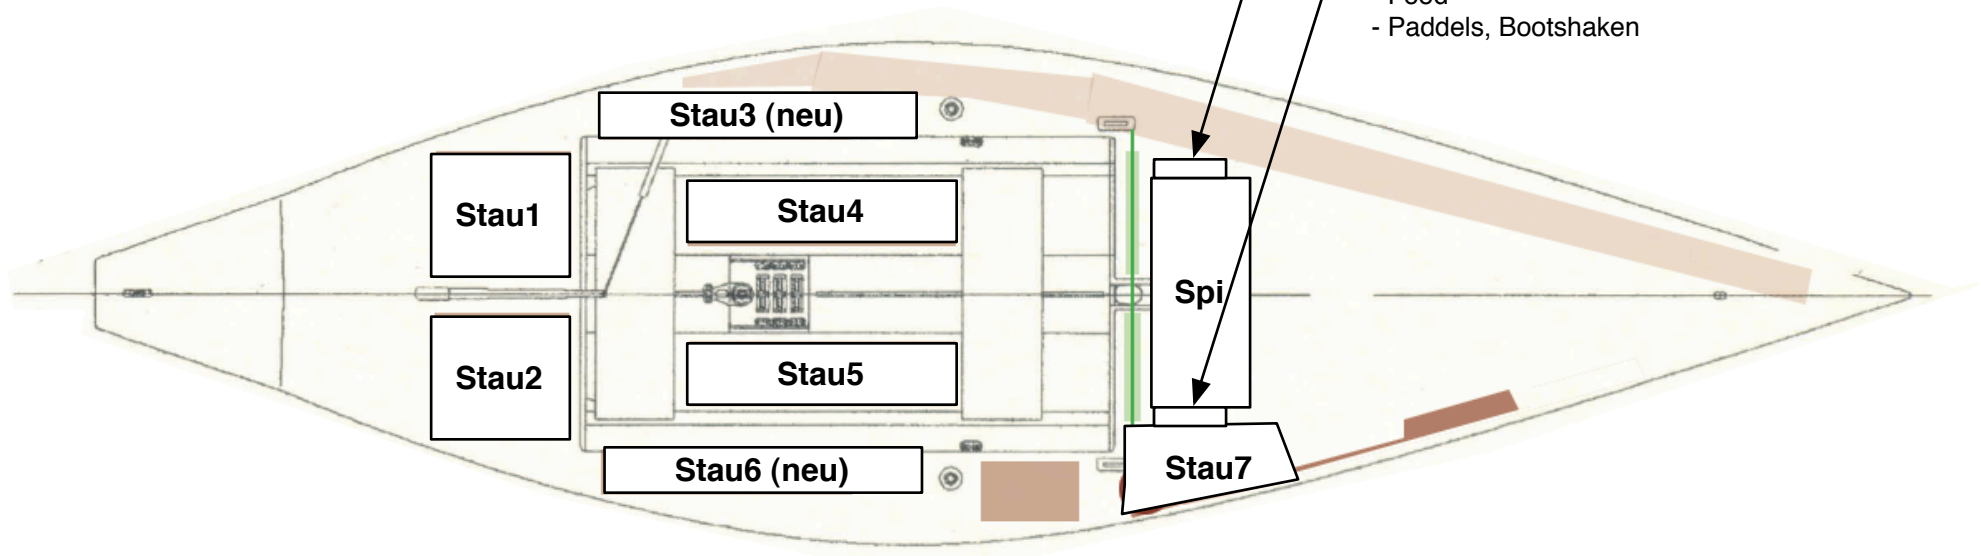 - Paddels, Bootshaken
Stau3 (neu)
Stau1
Stau4
Spi
Stau2
Stau5
Stau6 (neu)
Stau7